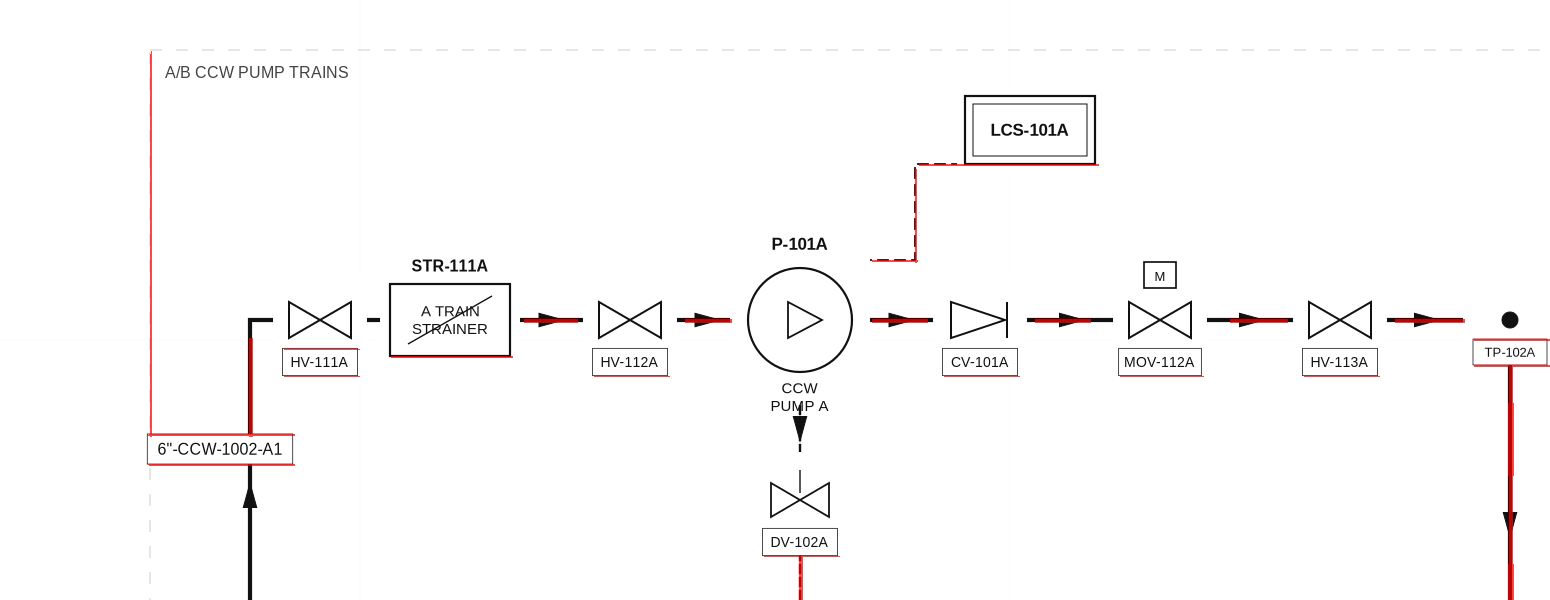 A/B CCW PUMP TRAINS
LCS-101A
P-101A
STR-111A
M
A TRAIN
STRAINER
HV-111A
HV-112A
CV-101A
MOV-112A
HV-113A
TP-102A
CCW
PUMP A
6"-CCW-1002-A1
DV-102A